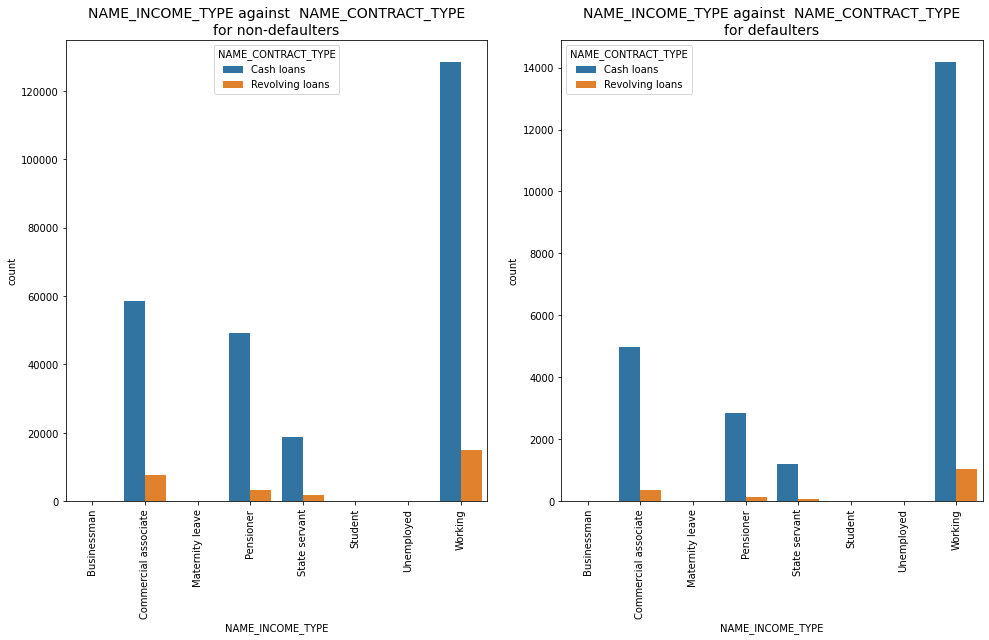 NAME_INCOME_TYPE against  NAME_CONTRACT_TYPE
for non-defaulters
NAME_CONTRACT_TYPE
Cash loans
Revolving loans
120000
100000
80000
60000
40000
20000
0
count
Businessman
Commercial associate
Maternity leave
Pensioner
State servant
Student
Unemployed
Working
NAME_INCOME_TYPE
NAME_INCOME_TYPE against  NAME_CONTRACT_TYPE
for defaulters
NAME_CONTRACT_TYPE
Cash loans
Revolving loans
14000
12000
10000
8000
6000
4000
2000
0
count
Businessman
Commercial associate
Maternity leave
Pensioner
State servant
Student
Unemployed
Working
NAME_INCOME_TYPE